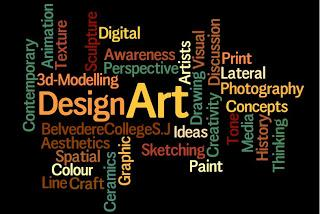 Contemporary
Animation
Texture
Sculpture
Digital
Awareness
Perspective
3d-Modelling
Artists
Visual
Discussion
Print
Lateral
Photography
Design
Art
Drawing
Creativity
Concepts
BelvedereCollegeS.J
Ideas
Aesthetics
Spatial
Colour
Line
Craft
Ceramics
Graphic
Sketching
Paint
Tone
Media
History
Thinking